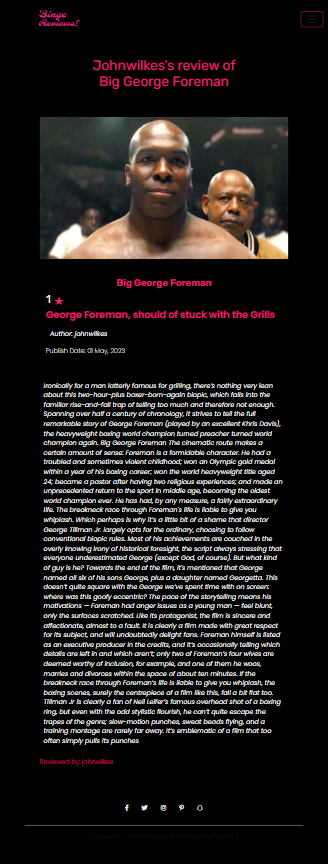 Binge
Reviews!
Johnwilkes's review of
Big George Foreman
Big George Foreman
1 ★
George Foreman, should of stuck with the Grills
Author: johnwilkes
Publish Date: 01 May, 2023
Ironically for a man latterly famous for grilling, there's nothing very lean
about this two-hour-plus boxer-born-again biopic, which falls into the
familiar rise-and-fall trap of telling too much and therefore not enough.
Spanning over half a century of chronology, it strives to tell the full
remarkable story of George Foreman (played by an excellent Khris Davis),
the heavyweight boxing world champion turned preacher turned world
champion again. Big George Foreman The cinematic route makes a
certain amount of sense: Foreman is a formidable character. He had a
troubled and sometimes violent childhood; won an Olympic gold medal
within a year of his boxing career; won the world heavyweight title aged
24; became a pastor after having two religious experiences; and made an
unprecedented return to the sport in middle age, becoming the oldest
world champion ever. He has had, by any measure, a fairly extraordinary
life. The breakneck race through Foreman's life is liable to give you
whiplash. Which perhaps is why it's a little bit of a shame that director
George Tillman Jr. largely opts for the ordinary, choosing to follow
conventional biopic rules. Most of his achievements are couched in the
overly knowing irony of historical foresight, the script always stressing that
everyone underestimated George (except God, of course). But what kind
of guy is he? Towards the end of the film, it's mentioned that George
named all six of his sons George, plus a daughter named Georgetta. This
doesn't quite square with the George we've spent time with on screen:
where was this goofy eccentric? The pace of the storytelling means his
motivations — Foreman had anger issues as a young man — feel blunt,
only the surfaces scratched. Like its protagonist, the film is sincere and
affectionate, almost to a fault. It is clearly a film made with great respect
for its subject, and will undoubtedly delight fans. Foreman himself is listed
as an executive producer in the credits, and it's occasionally telling which
details are left in and which aren't; only two of Foreman's four wives are
deemed worthy of inclusion, for example, and one of them he woos,
marries and divorces within the space of about ten minutes. If the
breakneck race through Foreman's life is liable to give you whiplash, the
boxing scenes, surely the centrepiece of a film like this, fall a bit flat too.
Tillman Jr is clearly a fan of Neil Leifer's famous overhead shot of a boxing
ring, but even with the odd stylistic flourish, he can't quite escape the
tropes of the genre; slow-motion punches, sweat beads flying, and a
training montage are rarely far away. It's emblematic of a film that too
often simply pulls its punches
Reviewed by: johnwilkes